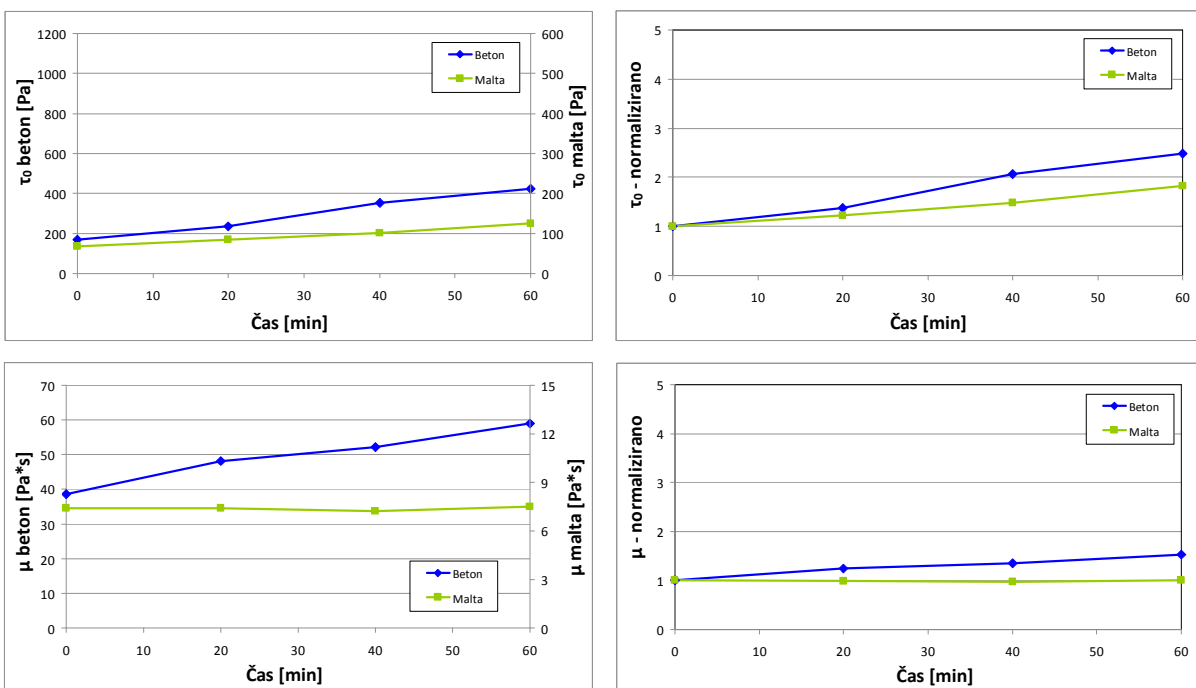 1200
1000
800
600
400
200
0
τ₀ beton [Pa]
600
500
400
300
200
100
0
τ₀ malta [Pa]
Beton
Malta
0 10 20 30 40 50 60
Čas [min]
5
4
3
2
1
0
τ₀ - normalizirano
Beton
Malta
0 10 20 30 40 50 60
Čas [min]
70
60
50
40
30
20
10
0
μ beton [Pa*s]
15
12
9
6
3
0
μ malta [Pa*s]
Beton
Malta
0 10 20 30 40 50 60
Čas [min]
5
4
3
2
1
0
μ - normalizirano
Beton
Malta
0 10 20 30 40 50 60
Čas [min]